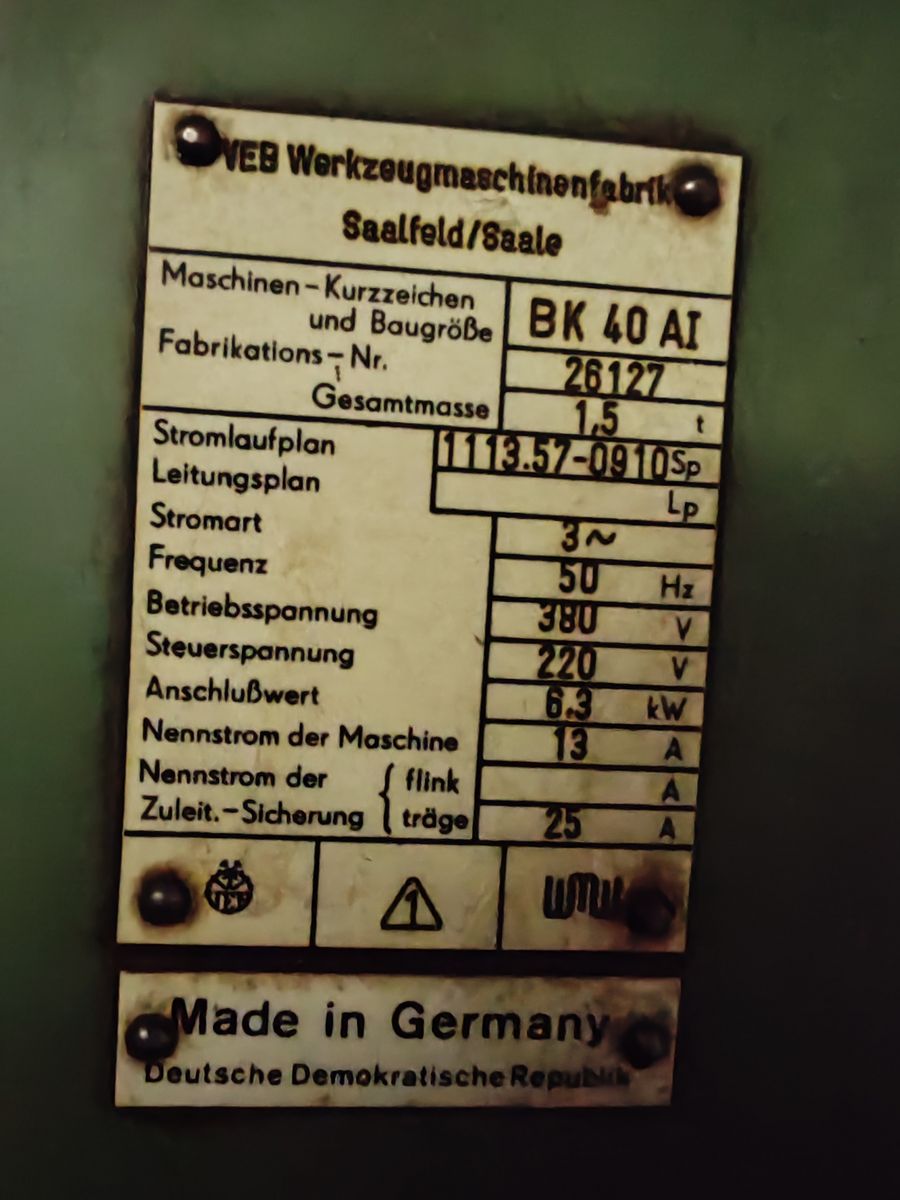 VEB Werkzeugmaschinenfabrik
Saalfeld/Saale
Maschinen-Kurzzeichen
und Baugröße BK 40 AI
Fabrikations-Nr. 26127
Gesamtmasse 1,5 t
Stromlaufplan 1113.57-0910 Sp
Leitungsplan Lp
Stromart 3~
Frequenz 50 Hz
Betriebsspannung 380 V
Steuerspannung 220 V
Anschlußwert 6.3 kW
Nennstrom der Maschine 13 A
Nennstrom der { flink A
Zuleit.-Sicherung träge 25 A
1 WMW
Made in Germany
Deutsche Demokratische Republik